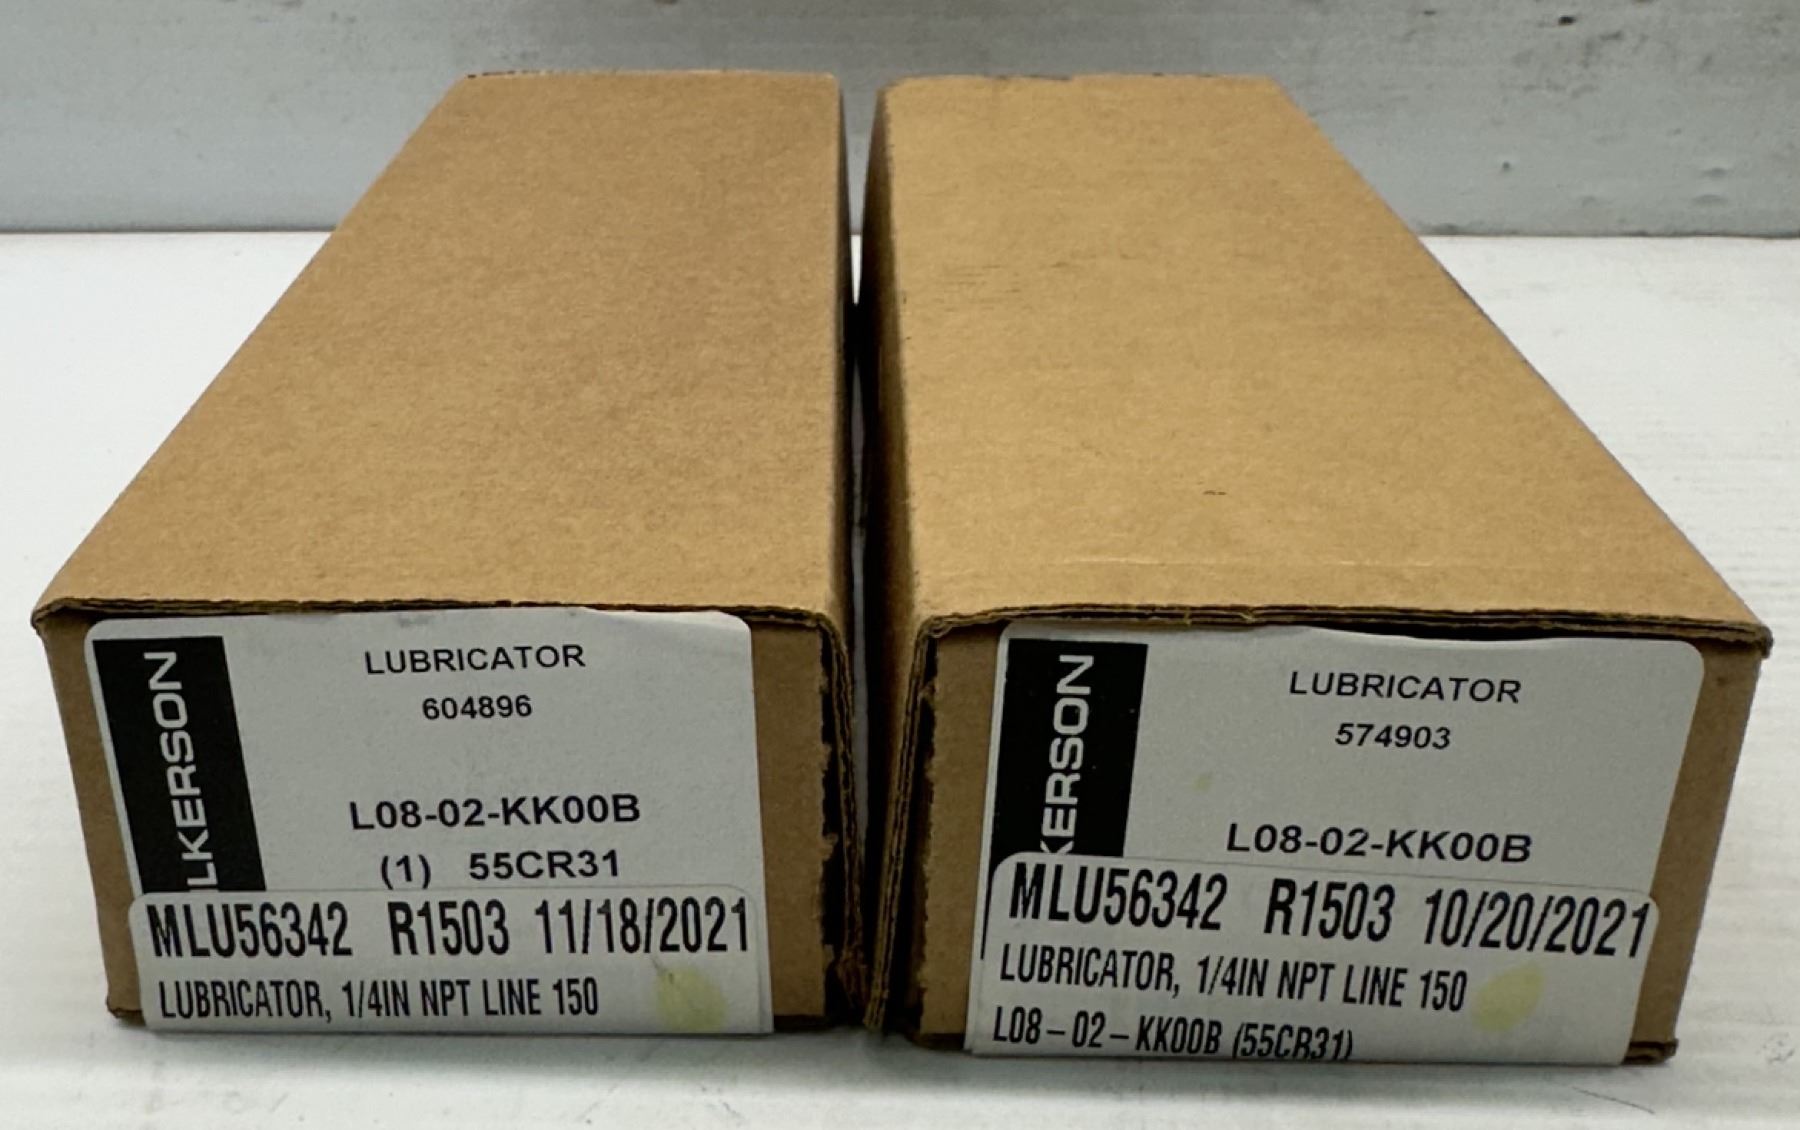 LUBRICATOR
604896
LKERSON
L08-02-KK00B
(1) 55CR31
MLU56342 R1503 11/18/2021
LUBRICATOR, 1/4IN NPT LINE 150
LUBRICATOR
574903
KERSON
L08-02-KK00B
MLU56342 R1503 10/20/2021
LUBRICATOR, 1/4IN NPT LINE 150
L08-02-KK00B (55CR31)